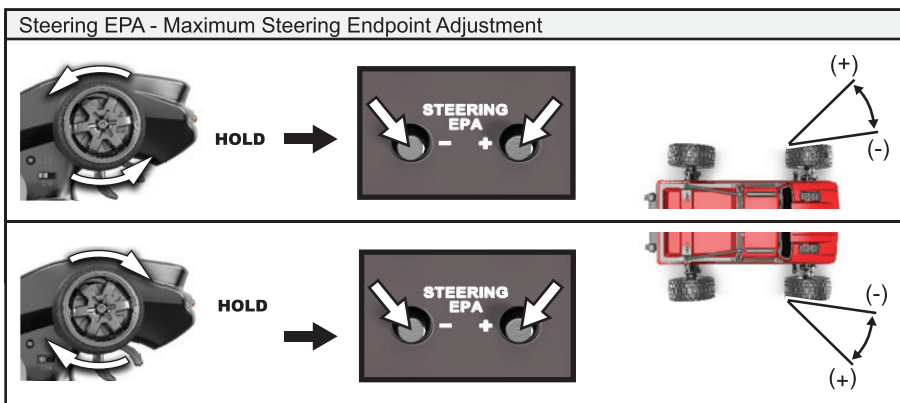 Steering EPA - Maximum Steering Endpoint Adjustment
HOLD
STEERING
EPA
- +
(+)
(-)
HOLD
STEERING
EPA
- +
(-)
(+)